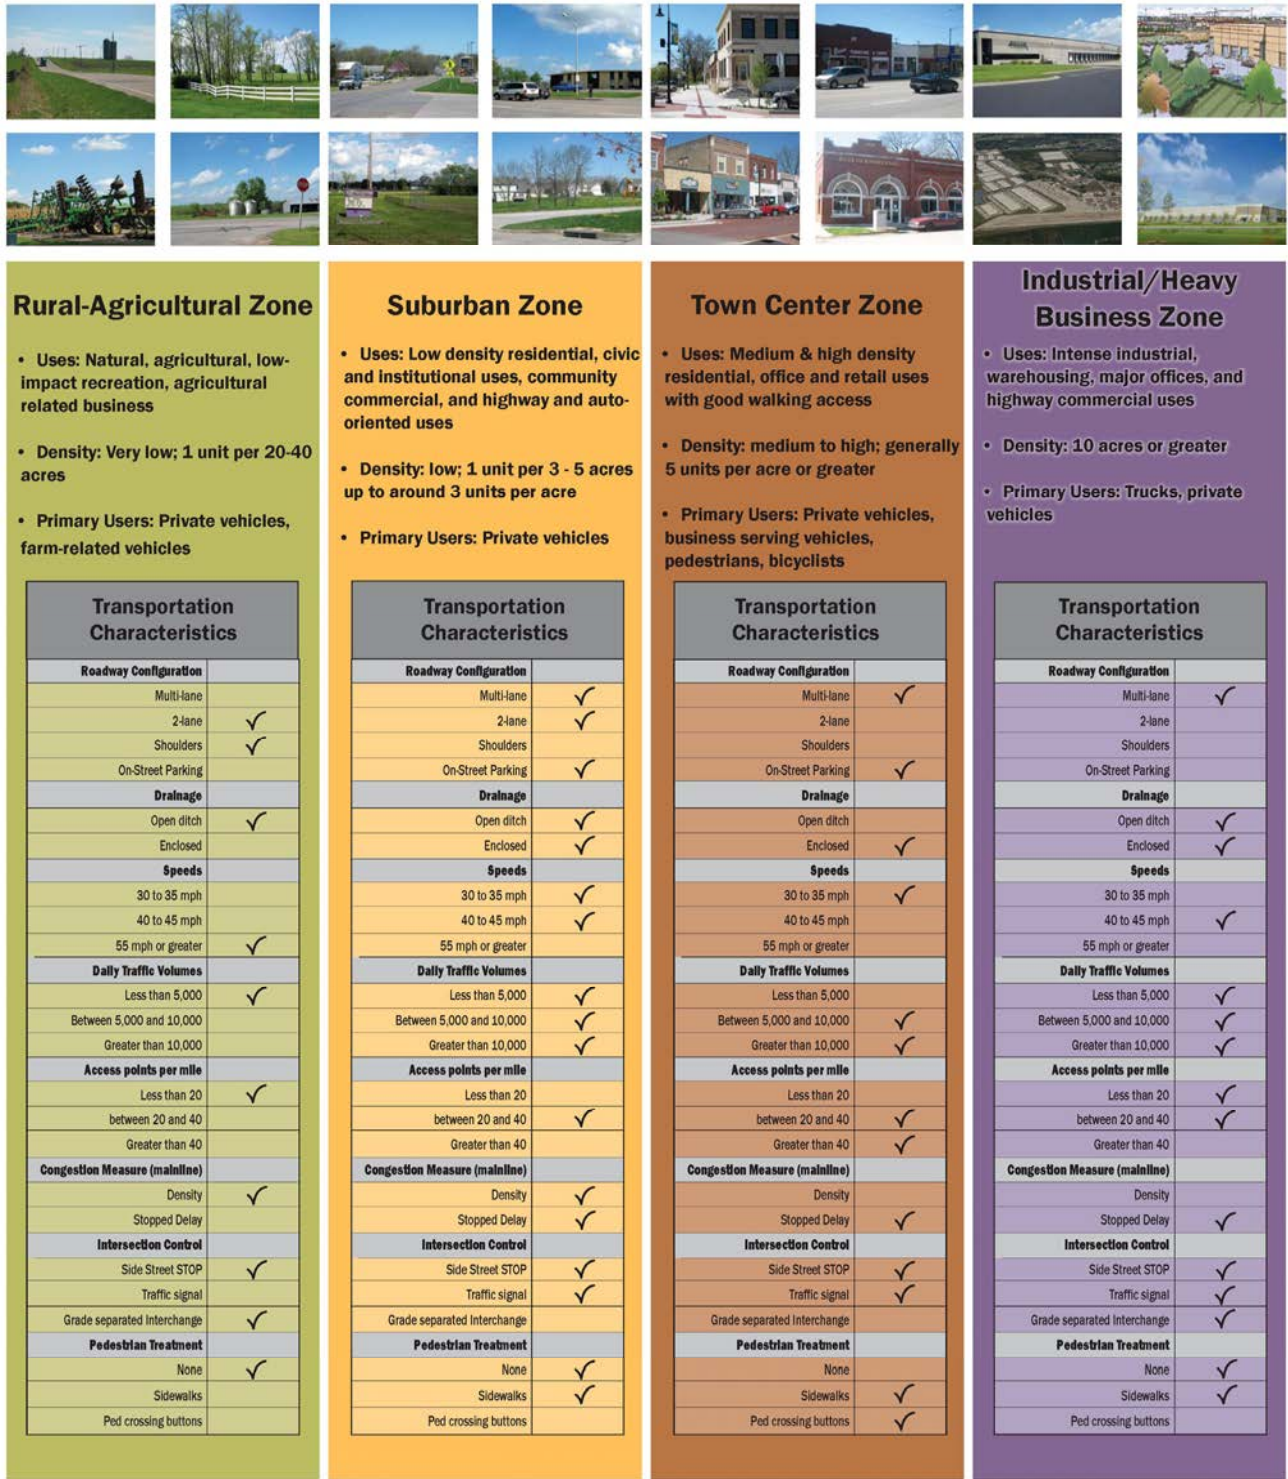 Rural-Agricultural Zone
• Uses: Natural, agricultural, low-
impact recreation, agricultural
related business
• Density: Very low; 1 unit per 20-40
acres
• Primary Users: Private vehicles,
farm-related vehicles
Transportation
Characteristics
Roadway Configuration
Multi-lane
2-lane ✓
Shoulders ✓
On-Street Parking
Drainage
Open ditch ✓
Enclosed
Speeds
30 to 35 mph
40 to 45 mph
55 mph or greater ✓
Daily Traffic Volumes
Less than 5,000 ✓
Between 5,000 and 10,000
Greater than 10,000
Access points per mile
Less than 20 ✓
between 20 and 40
Greater than 40
Congestion Measure (mainline)
Density ✓
Stopped Delay
Intersection Control
Side Street STOP ✓
Traffic signal
Grade separated Interchange ✓
Pedestrian Treatment
None ✓
Sidewalks
Ped crossing buttons
Suburban Zone
• Uses: Low density residential, civic
and institutional uses, community
commercial, and highway and auto-
oriented uses
• Density: low; 1 unit per 3 - 5 acres
up to around 3 units per acre
• Primary Users: Private vehicles
Transportation
Characteristics
Roadway Configuration
Multi-lane ✓
2-lane ✓
Shoulders
On-Street Parking ✓
Drainage
Open ditch ✓
Enclosed ✓
Speeds
30 to 35 mph ✓
40 to 45 mph ✓
55 mph or greater
Daily Traffic Volumes
Less than 5,000 ✓
Between 5,000 and 10,000 ✓
Greater than 10,000 ✓
Access points per mile
Less than 20
between 20 and 40 ✓
Greater than 40
Congestion Measure (mainline)
Density ✓
Stopped Delay ✓
Intersection Control
Side Street STOP ✓
Traffic signal ✓
Grade separated Interchange
Pedestrian Treatment
None ✓
Sidewalks ✓
Ped crossing buttons
Town Center Zone
• Uses: Medium & high density
residential, office and retail uses
with good walking access
• Density: medium to high; generally
5 units per acre or greater
• Primary Users: Private vehicles,
business serving vehicles,
pedestrians, bicyclists
Transportation
Characteristics
Roadway Configuration
Multi-lane ✓
2-lane
Shoulders
On-Street Parking ✓
Drainage
Open ditch
Enclosed ✓
Speeds
30 to 35 mph ✓
40 to 45 mph
55 mph or greater
Daily Traffic Volumes
Less than 5,000
Between 5,000 and 10,000 ✓
Greater than 10,000 ✓
Access points per mile
Less than 20
between 20 and 40 ✓
Greater than 40 ✓
Congestion Measure (mainline)
Density
Stopped Delay ✓
Intersection Control
Side Street STOP ✓
Traffic signal ✓
Grade separated Interchange
Pedestrian Treatment
None
Sidewalks ✓
Ped crossing buttons ✓
Industrial/Heavy
Business Zone
• Uses: Intense industrial,
warehousing, major offices, and
highway commercial uses
• Density: 10 acres or greater
• Primary Users: Trucks, private
vehicles
Transportation
Characteristics
Roadway Configuration
Multi-lane ✓
2-lane
Shoulders
On-Street Parking
Drainage
Open ditch ✓
Enclosed ✓
Speeds
30 to 35 mph
40 to 45 mph ✓
55 mph or greater
Daily Traffic Volumes
Less than 5,000 ✓
Between 5,000 and 10,000 ✓
Greater than 10,000 ✓
Access points per mile
Less than 20 ✓
between 20 and 40 ✓
Greater than 40
Congestion Measure (mainline)
Density
Stopped Delay ✓
Intersection Control
Side Street STOP ✓
Traffic signal ✓
Grade separated Interchange ✓
Pedestrian Treatment
None ✓
Sidewalks ✓
Ped crossing buttons